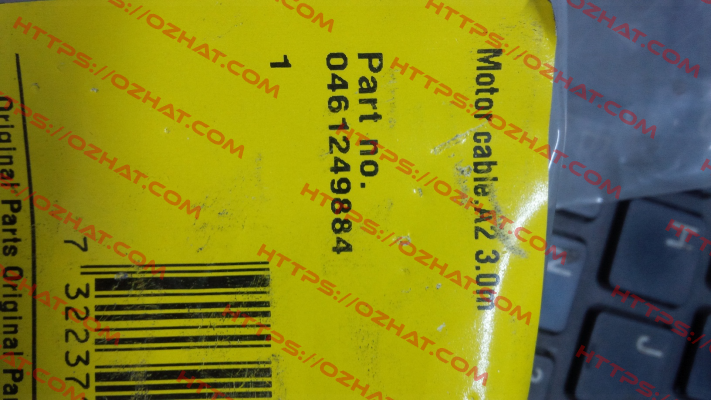 Motor cable A2 3.0m
Part no.
0461249884
1
7 32237
Original Parts Original Pa
HTTPS://OZHAT.COM
H
N
J